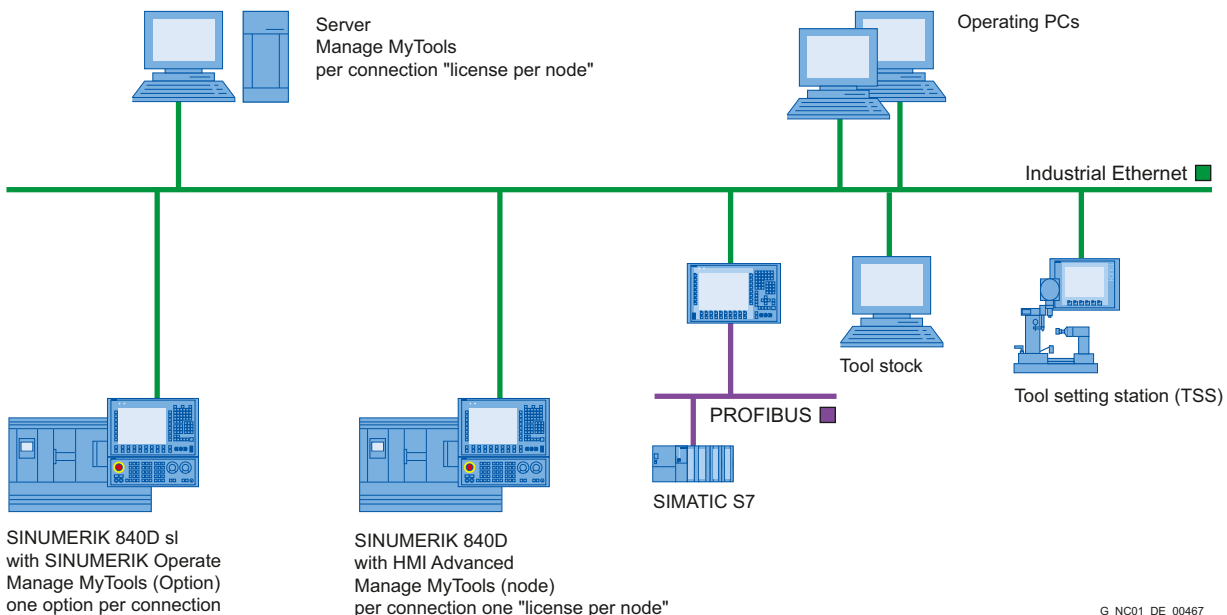 Server
Manage MyTools
per connection "license per node"
Operating PCs
Industrial Ethernet
Tool stock
Tool setting station (TSS)
PROFIBUS
SIMATIC S7
SINUMERIK 840D sl
with SINUMERIK Operate
Manage MyTools (Option)
one option per connection
SINUMERIK 840D
with HMI Advanced
Manage MyTools (node)
per connection one "license per node"
G_NC01_DE_00467